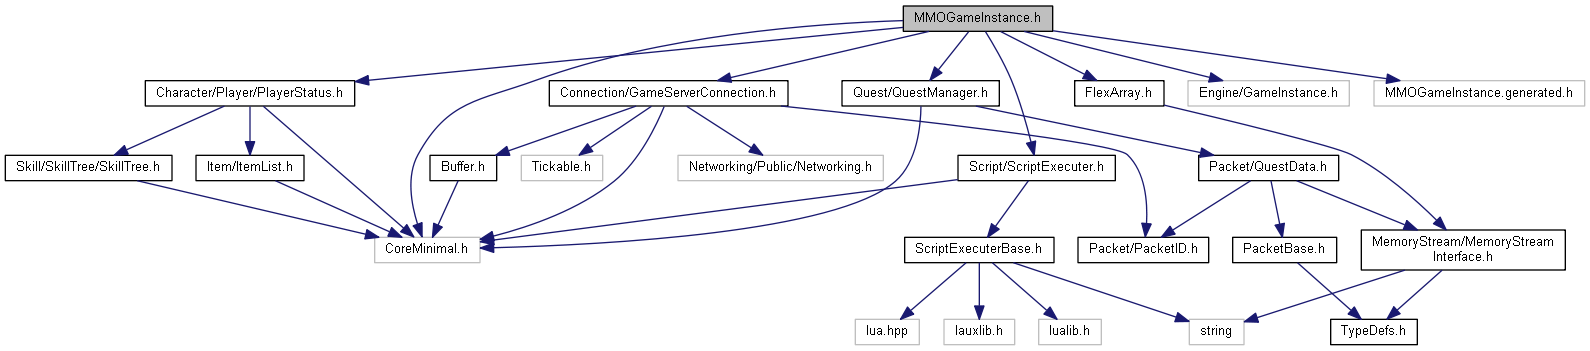 MMOGameInstance.h
Character/Player/PlayerStatus.h
Connection/GameServerConnection.h
Quest/QuestManager.h
FlexArray.h
Engine/GameInstance.h
MMOGameInstance.generated.h
Skill/SkillTree/SkillTree.h
Item/ItemList.h
Buffer.h
Tickable.h
Networking/Public/Networking.h
Script/ScriptExecuter.h
Packet/QuestData.h
CoreMinimal.h
ScriptExecuterBase.h
Packet/PacketID.h
PacketBase.h
MemoryStream/MemoryStream
Interface.h
lua.hpp
lauxlib.h
lualib.h
string
TypeDefs.h